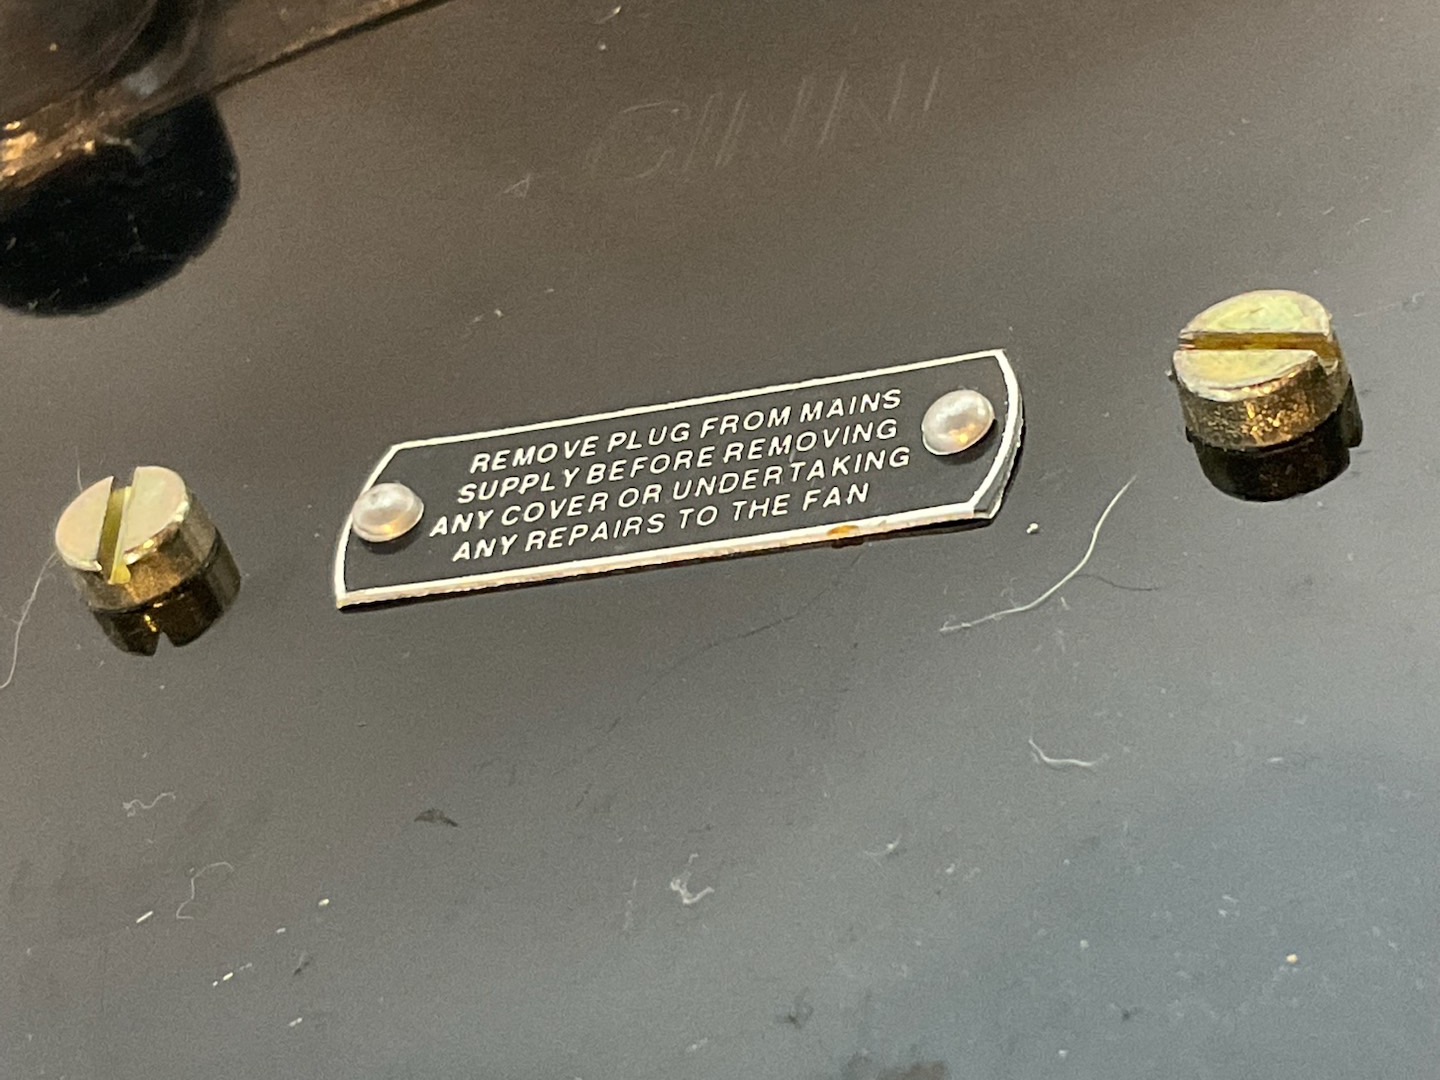 REMOVE PLUG FROM MAINS
SUPPLY BEFORE REMOVING
ANY COVER OR UNDERTAKING
ANY REPAIRS TO THE FAN